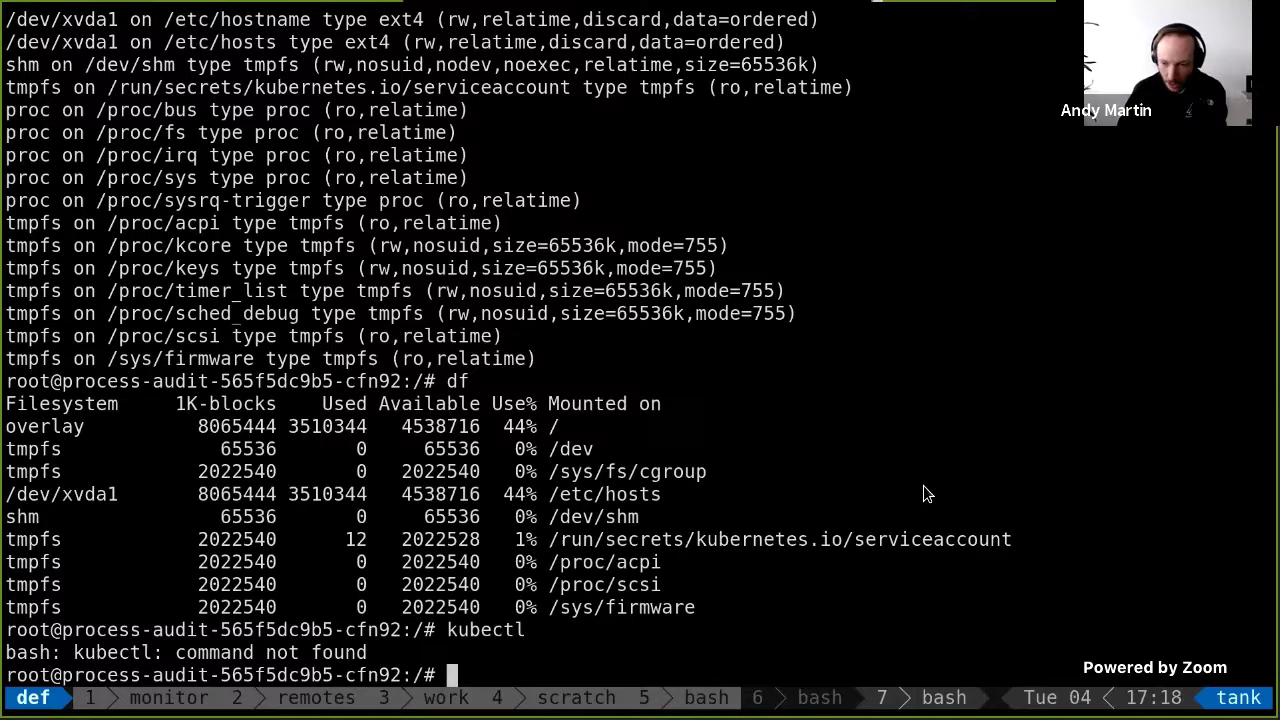 /dev/xvda1 on /etc/hostname type ext4 (rw,relatime,discard,data=ordered)
/dev/xvda1 on /etc/hosts type ext4 (rw,relatime,discard,data=ordered)
shm on /dev/shm type tmpfs (rw,nosuid,nodev,noexec,relatime,size=65536k)
tmpfs on /run/secrets/kubernetes.io/serviceaccount type tmpfs (ro,relatime)
proc on /proc/bus type proc (ro,relatime)
proc on /proc/fs type proc (ro,relatime)
proc on /proc/irq type proc (ro,relatime)
proc on /proc/sys type proc (ro,relatime)
proc on /proc/sysrq-trigger type proc (ro,relatime)
tmpfs on /proc/acpi type tmpfs (ro,relatime)
tmpfs on /proc/kcore type tmpfs (rw,nosuid,size=65536k,mode=755)
tmpfs on /proc/keys type tmpfs (rw,nosuid,size=65536k,mode=755)
tmpfs on /proc/timer_list type tmpfs (rw,nosuid,size=65536k,mode=755)
tmpfs on /proc/sched_debug type tmpfs (rw,nosuid,size=65536k,mode=755)
tmpfs on /proc/scsi type tmpfs (ro,relatime)
tmpfs on /sys/firmware type tmpfs (ro,relatime)
root@process-audit-565f5dc9b5-cfn92:/# df
Filesystem 1K-blocks Used Available Use% Mounted on
overlay 8065444 3510344 4538716 44% /
tmpfs 65536 0 65536 0% /dev
tmpfs 2022540 0 2022540 0% /sys/fs/cgroup
/dev/xvda1 8065444 3510344 4538716 44% /etc/hosts
shm 65536 0 65536 0% /dev/shm
tmpfs 2022540 12 2022528 1% /run/secrets/kubernetes.io/serviceaccount
tmpfs 2022540 0 2022540 0% /proc/acpi
tmpfs 2022540 0 2022540 0% /proc/scsi
tmpfs 2022540 0 2022540 0% /sys/firmware
root@process-audit-565f5dc9b5-cfn92:/# kubectl
bash: kubectl: command not found
root@process-audit-565f5dc9b5-cfn92:/#
def 1 monitor 2 remotes 3 work 4 scratch 5 bash 6 bash 7 bash Tue 04 17:18 tank
Andy Martin
Powered by Zoom